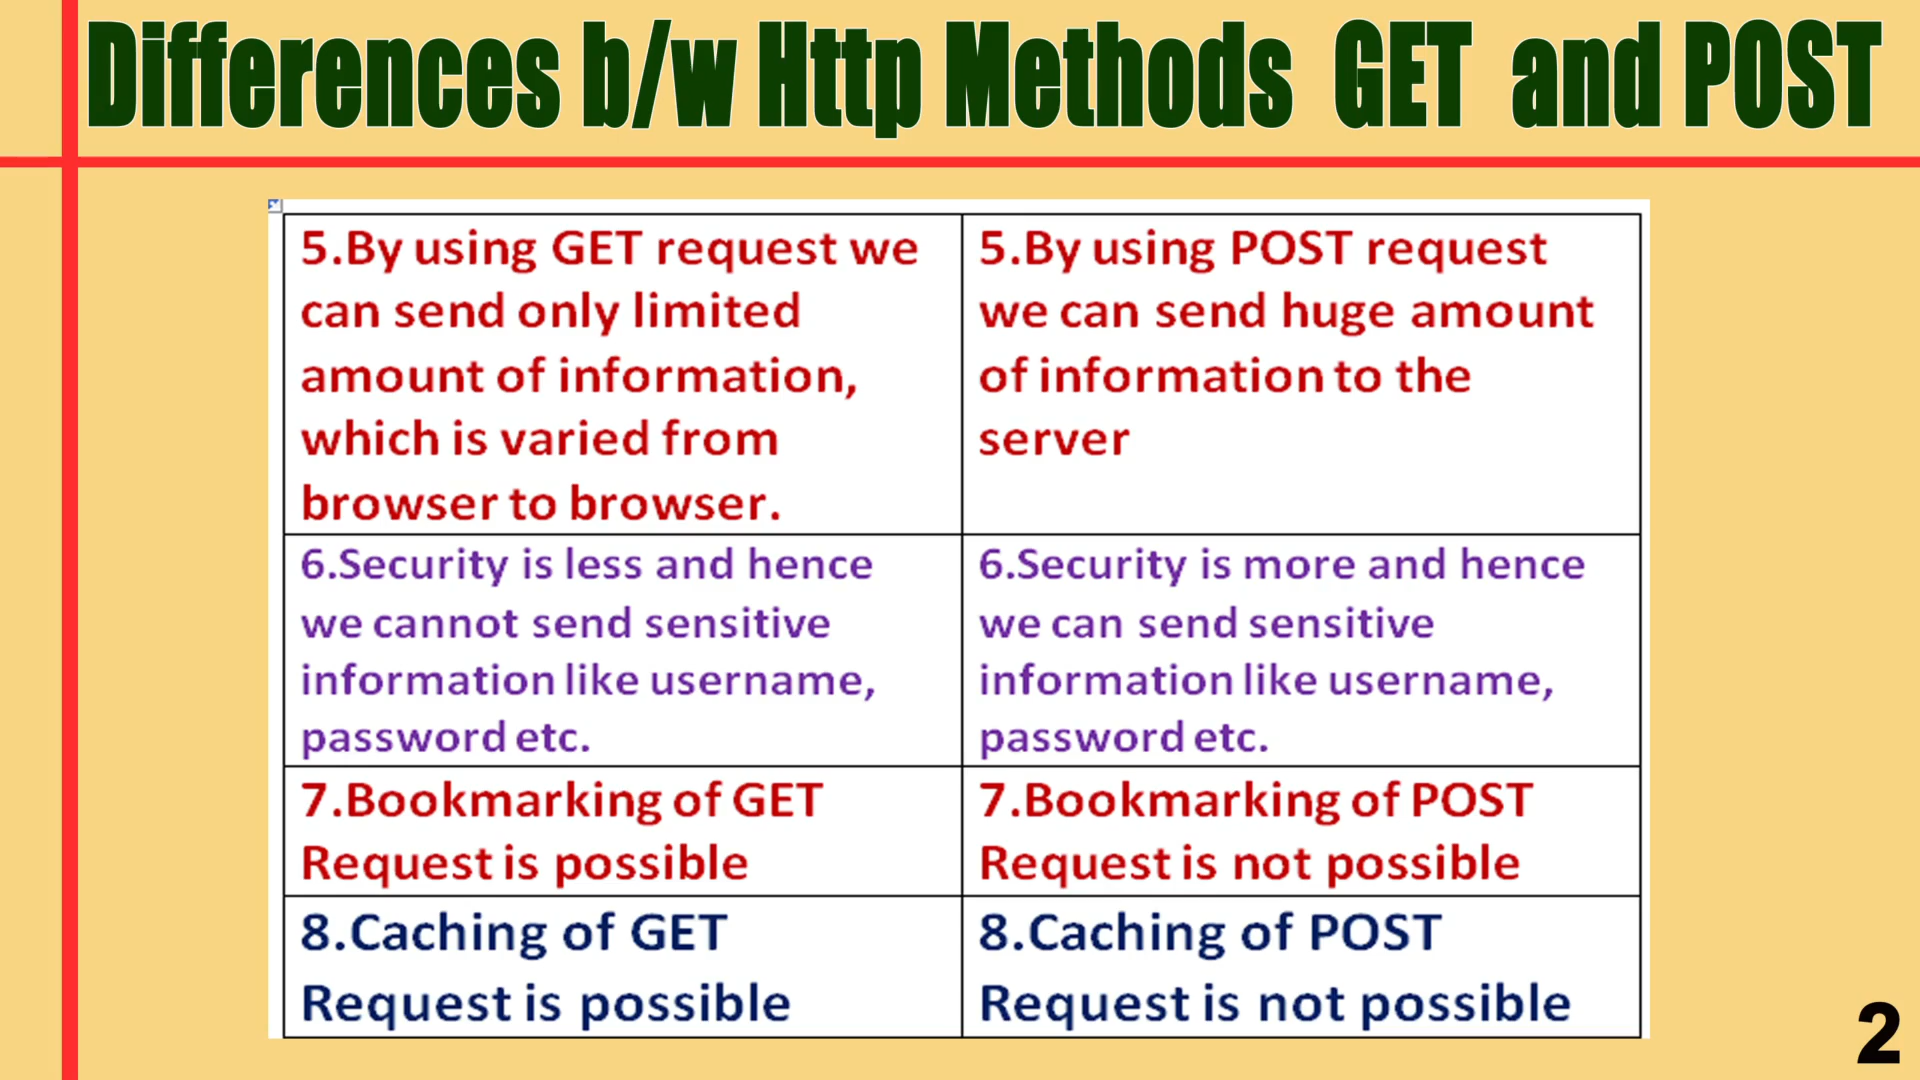 Differences b/w Http Methods GET and POST
5.By using GET request we
can send only limited
amount of information,
which is varied from
browser to browser.
5.By using POST request
we can send huge amount
of information to the
server
6.Security is less and hence
we cannot send sensitive
information like username,
password etc.
6.Security is more and hence
we can send sensitive
information like username,
password etc.
7.Bookmarking of GET
Request is possible
7.Bookmarking of POST
Request is not possible
8.Caching of GET
Request is possible
8.Caching of POST
Request is not possible
2